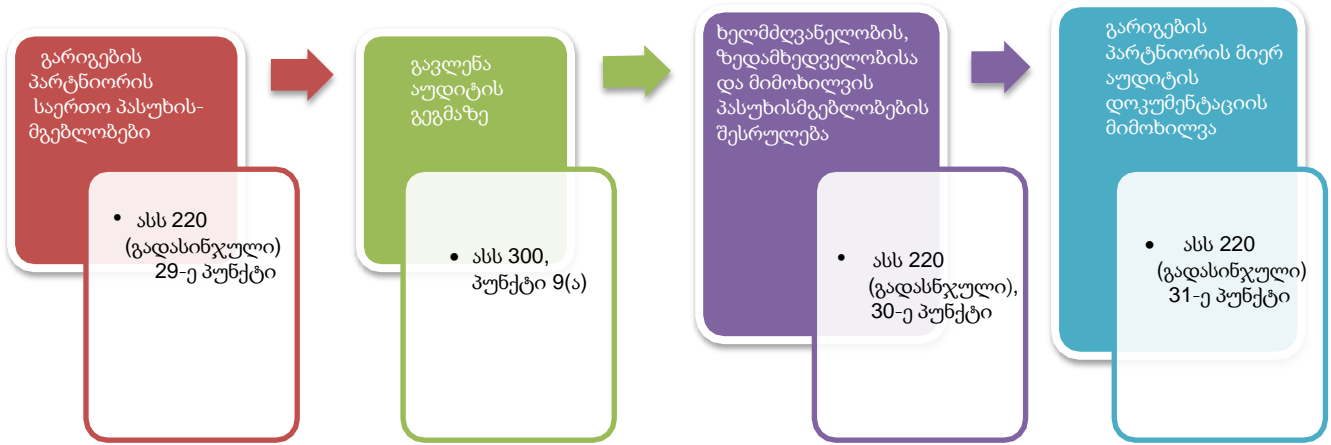 გარიგების
პარტნიორის
საერთო პასუხის-
მგებლობები
• ასს 220
(გადასინჯული)
29-ე პუნქტი
გავლენა
აუდიტის
გეგმაზე
• ასს 300,
პუნქტი 9(ა)
ხელმძღვანელობის,
ზედამხედველობისა
და მიმოხილვის
პასუხისმგებლობების
შესრულება
• ასს 220
(გადასნჯული),
30-ე პუნქტი
გარიგების
პარტნიორის მიერ
აუდიტის
დოკუმენტაციის
მიმოხილვა
• ასს 220
(გადასინჯული)
31-ე პუნქტი